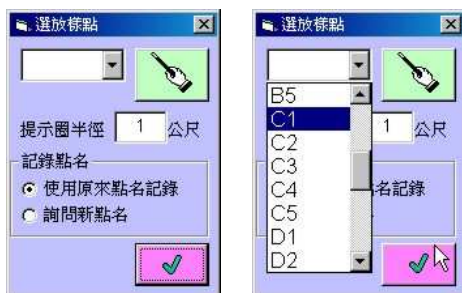 選放樣點
提示圈半徑 1 公尺
記錄點名
使用原來點名記錄
詢問新點名
選放樣點
B5
C1
C2
C3
C4
C5
D1
D2
1 公尺
名記錄